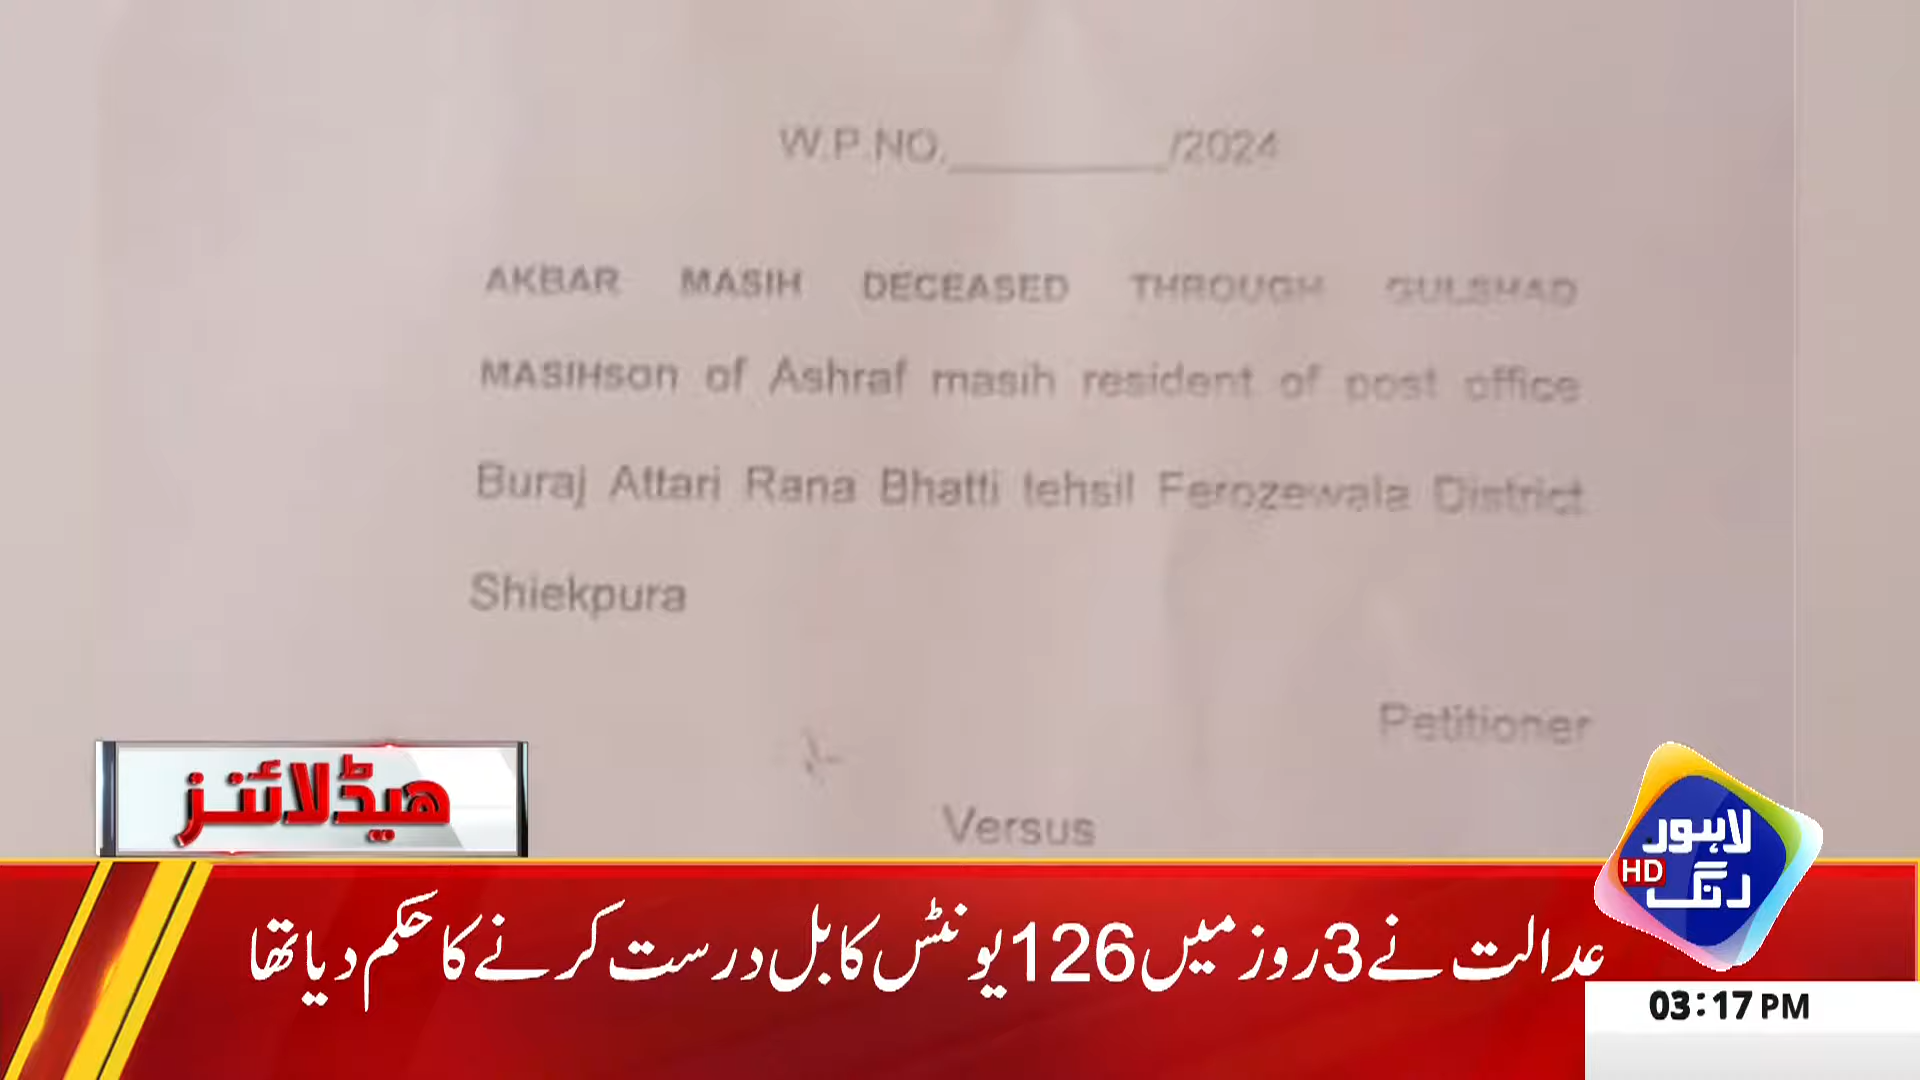 W.P.NO.__________/2024
AKBAR MASIH DECEASED THROUGH GULSHAD
MASIHson of Ashraf masih resident of post office
Buraj Attari Rana Bhatti tehsil Ferozewala District
Shiekpura
Petitioner
Versus
ھیڈلائنز
لاہور
HD
رنگ
عدالت نے 3 روز میں 126 یونٹس کا بل درست کرنے کا حکم دیا تھا
03:17 PM